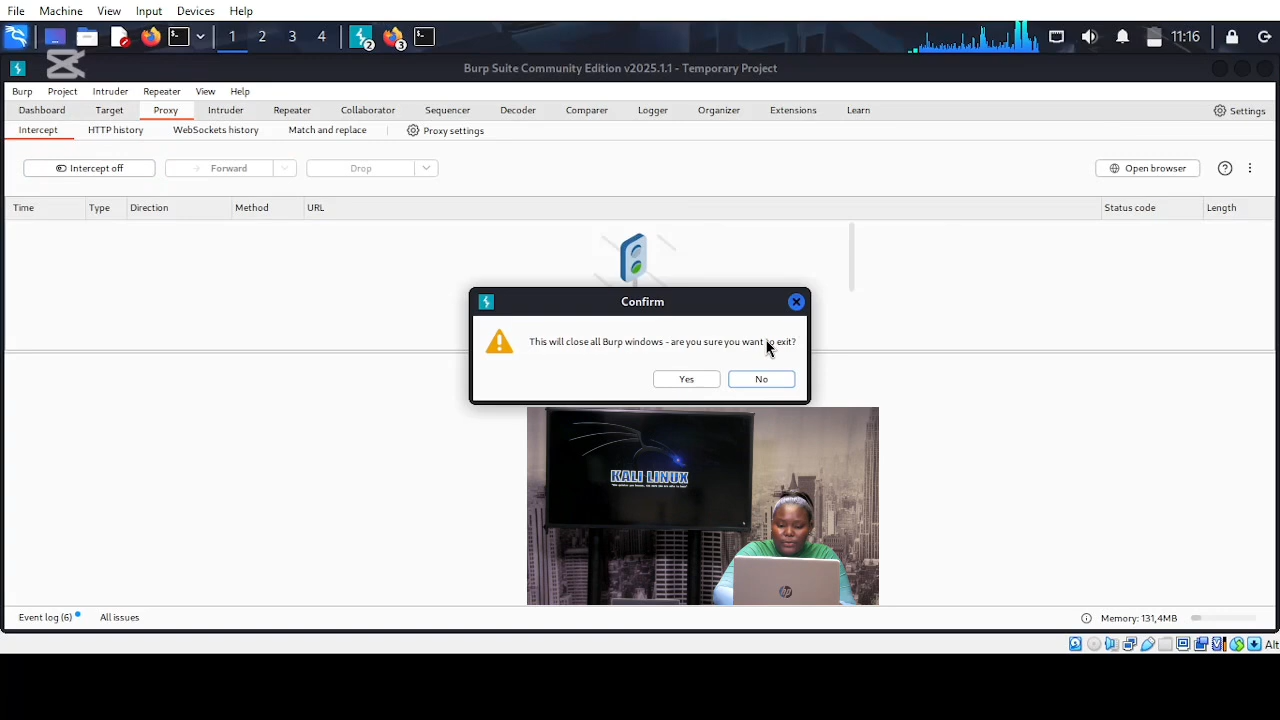 File Machine View Input Devices Help
1 2 3 4 2 3 11:16
Burp Suite Community Edition v2025.1.1 - Temporary Project
Burp Project Intruder Repeater View Help
Dashboard Target Proxy Intruder Repeater Collaborator Sequencer Decoder Comparer Logger Organizer Extensions Learn Settings
Intercept HTTP history WebSockets history Match and replace Proxy settings
Intercept off Forward Drop Open browser
Time Type Direction Method URL Status code Length
Confirm
This will close all Burp windows - are you sure you want to exit?
Yes No
KALI LINUX
hp
Event log (6) All issues Memory: 131,4MB
Alt